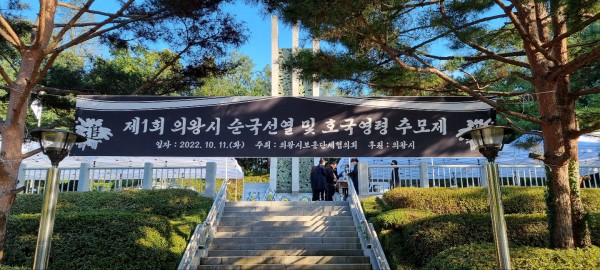 追 제1회 의왕시 순국선열 및 호국영령 추모제
일자 : 2022. 10. 11.(화) 주최 : 의왕시보훈단체협의회 후원 : 의왕시